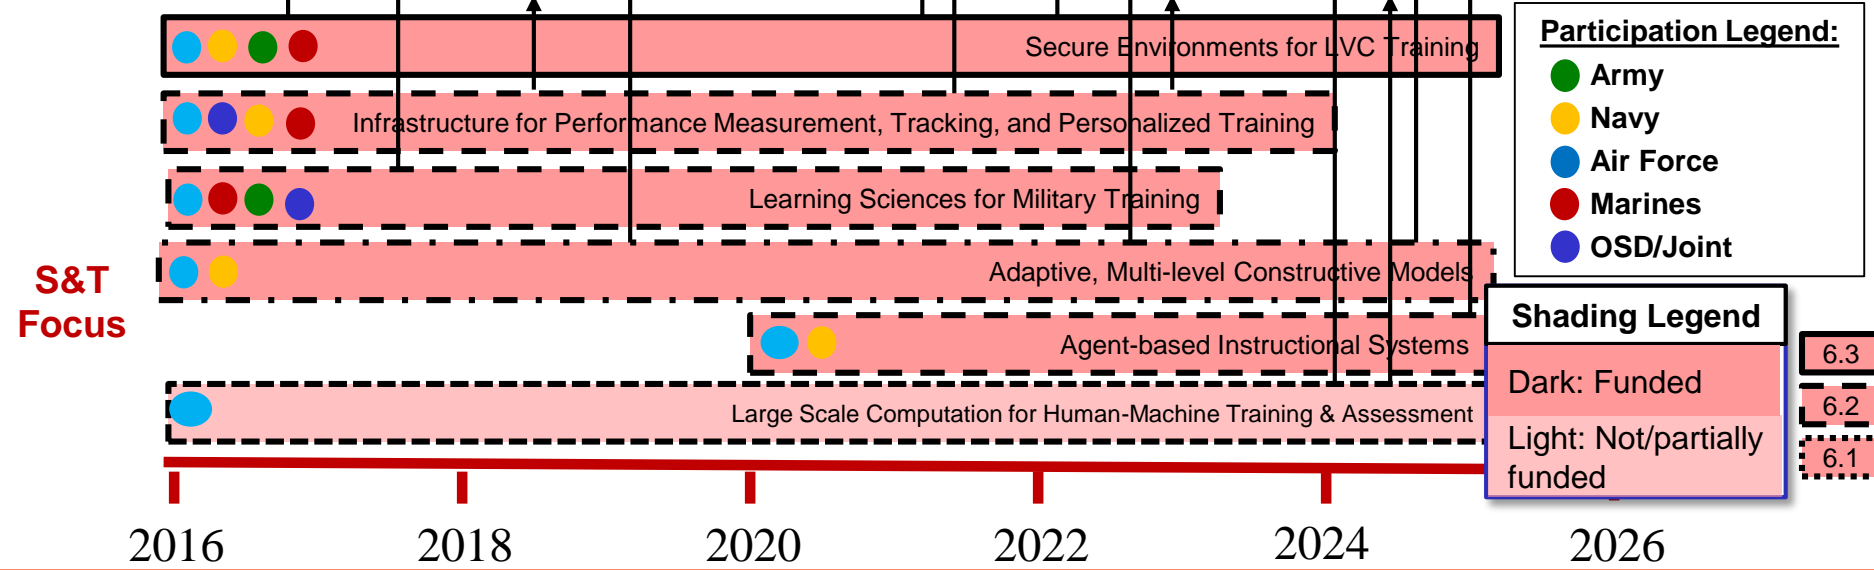 Secure Environments for LVC Training
Infrastructure for Performance Measurement, Tracking, and Personalized Training
Learning Sciences for Military Training
Adaptive, Multi-level Constructive Models
Agent-based Instructional Systems
Large Scale Computation for Human-Machine Training & Assessment
S&T
Focus
Participation Legend:
Army
Navy
Air Force
Marines
OSD/Joint
Shading Legend
Dark: Funded
Light: Not/partially
funded
6.3
6.2
6.1
2016
2018
2020
2022
2024
2026